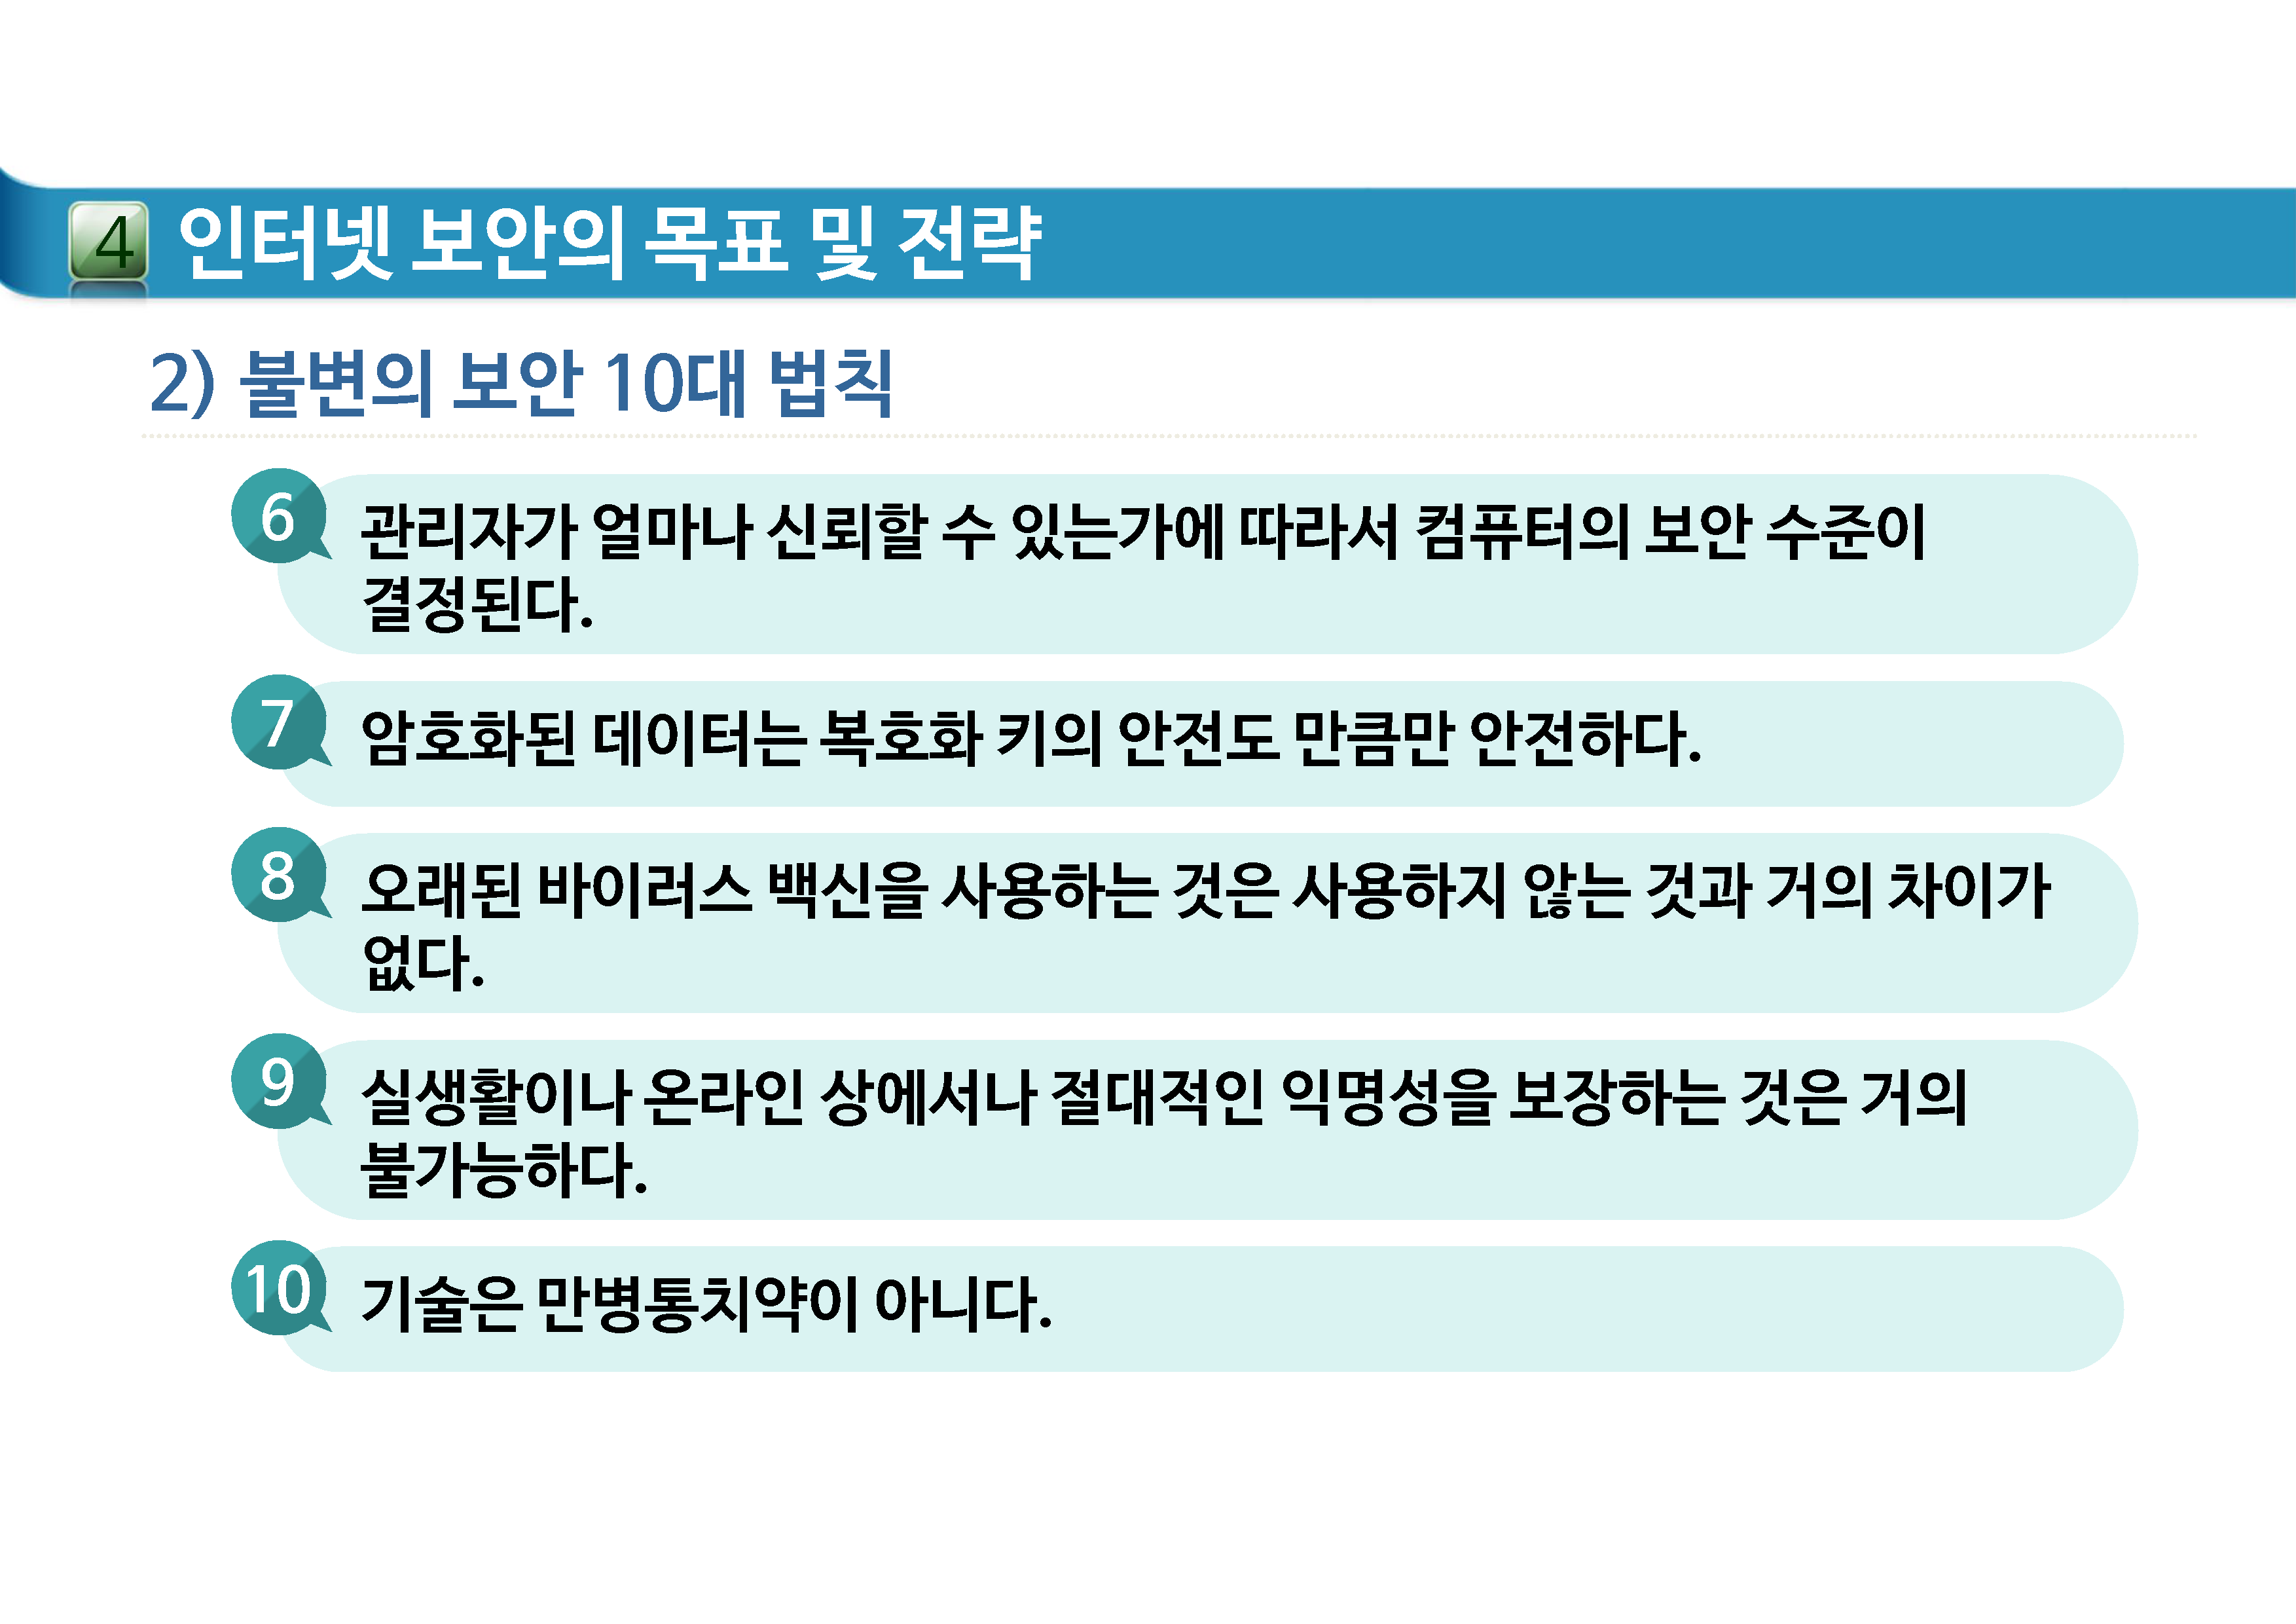 4 인터넷 보안의 목표 및 전략
2) 불변의 보안 10대 법칙
6 관리자가 얼마나 신뢰할 수 있는가에 따라서 컴퓨터의 보안 수준이
결정된다.
7 암호화된 데이터는 복호화 키의 안전도 만큼만 안전하다.
8 오래된 바이러스 백신을 사용하는 것은 사용하지 않는 것과 거의 차이가
없다.
9 실생활이나 온라인 상에서나 절대적인 익명성을 보장하는 것은 거의
불가능하다.
10 기술은 만병통치약이 아니다.